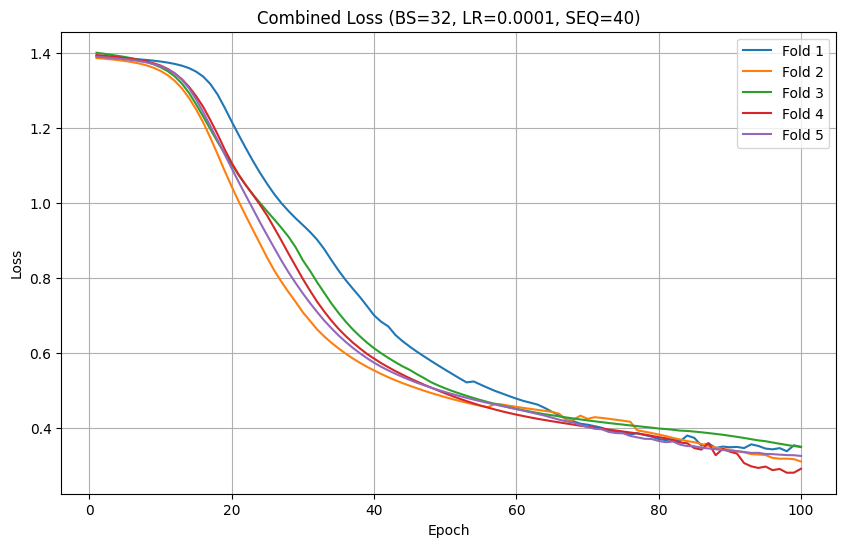 Combined Loss (BS=32, LR=0.0001, SEQ=40)
Fold 1
Fold 2
Fold 3
Fold 4
Fold 5
Loss
1.4
1.2
1.0
0.8
0.6
0.4
0 20 40 60 80 100
Epoch